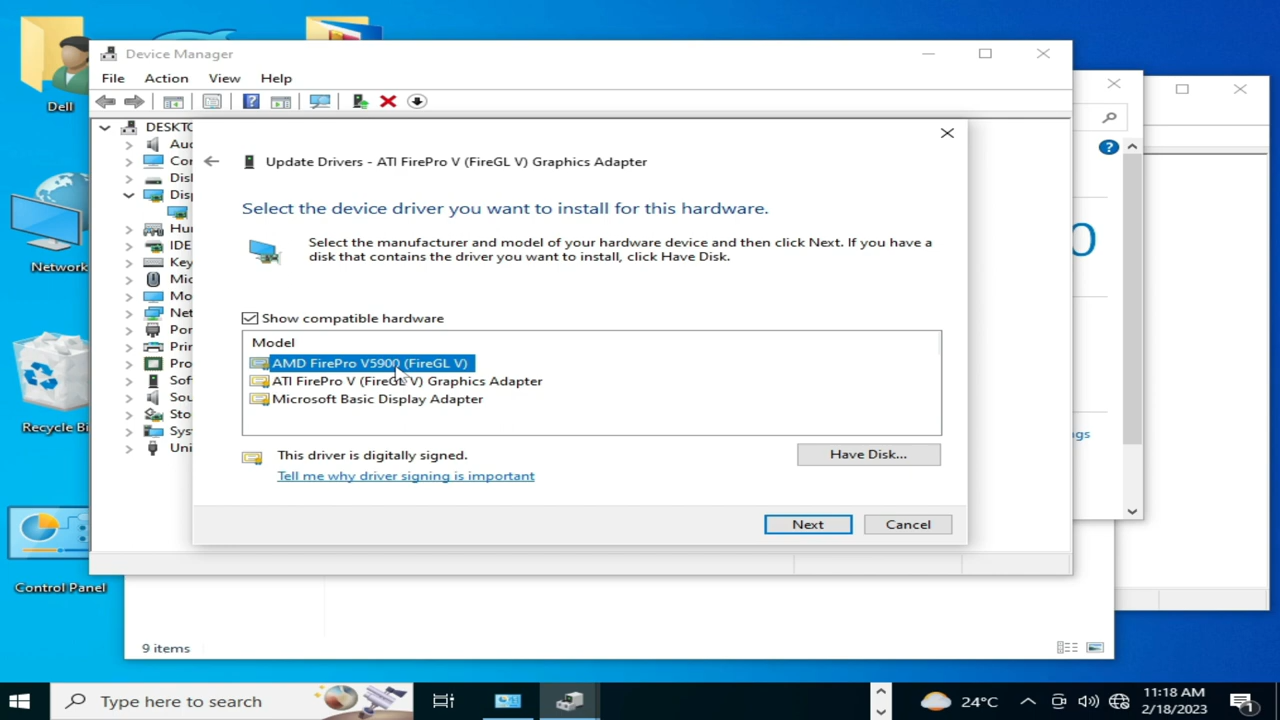 Dell
Network
Recycle Bi
Control Panel
Device Manager
File Action View Help
DESKTO
Aud
Co
Disl
Disp
Hu
IDE
Key
Mic
Mo
Net
Por
Prin
Pro
Sof
Sou
Sto
Sys
Uni
Update Drivers - ATI FirePro V (FireGL V) Graphics Adapter
Select the device driver you want to install for this hardware.
Select the manufacturer and model of your hardware device and then click Next. If you have a
disk that contains the driver you want to install, click Have Disk.
Show compatible hardware
Model
AMD FirePro V5900 (FireGL V)
ATI FirePro V (FireGL V) Graphics Adapter
Microsoft Basic Display Adapter
This driver is digitally signed.
Have Disk...
Tell me why driver signing is important
Next
Cancel
0
ngs
9 items
Type here to search
24°C
11:18 AM
2/18/2023
1